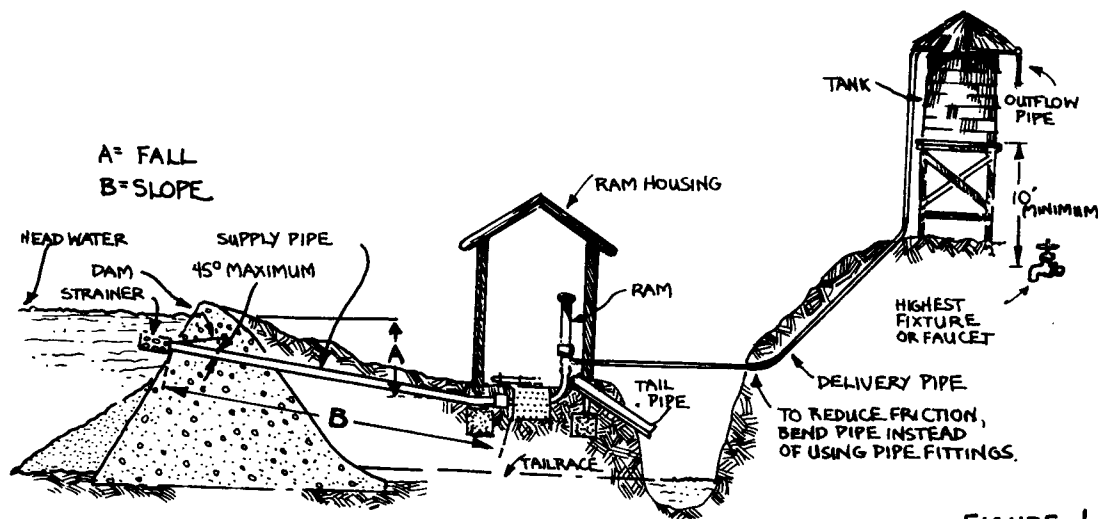 A= FALL
B= SLOPE
HEAD WATER
DAM
STRAINER
SUPPLY PIPE
45° MAXIMUM
A
B
RAM HOUSING
RAM
TAIL
PIPE
TAILRACE
TANK
OUTFLOW
PIPE
10'
MINIMUM
HIGHEST
FIXTURE
OR FAUCET
DELIVERY PIPE
TO REDUCE FRICTION,
BEND PIPE INSTEAD
OF USING PIPE FITTINGS.
FIGURE 1